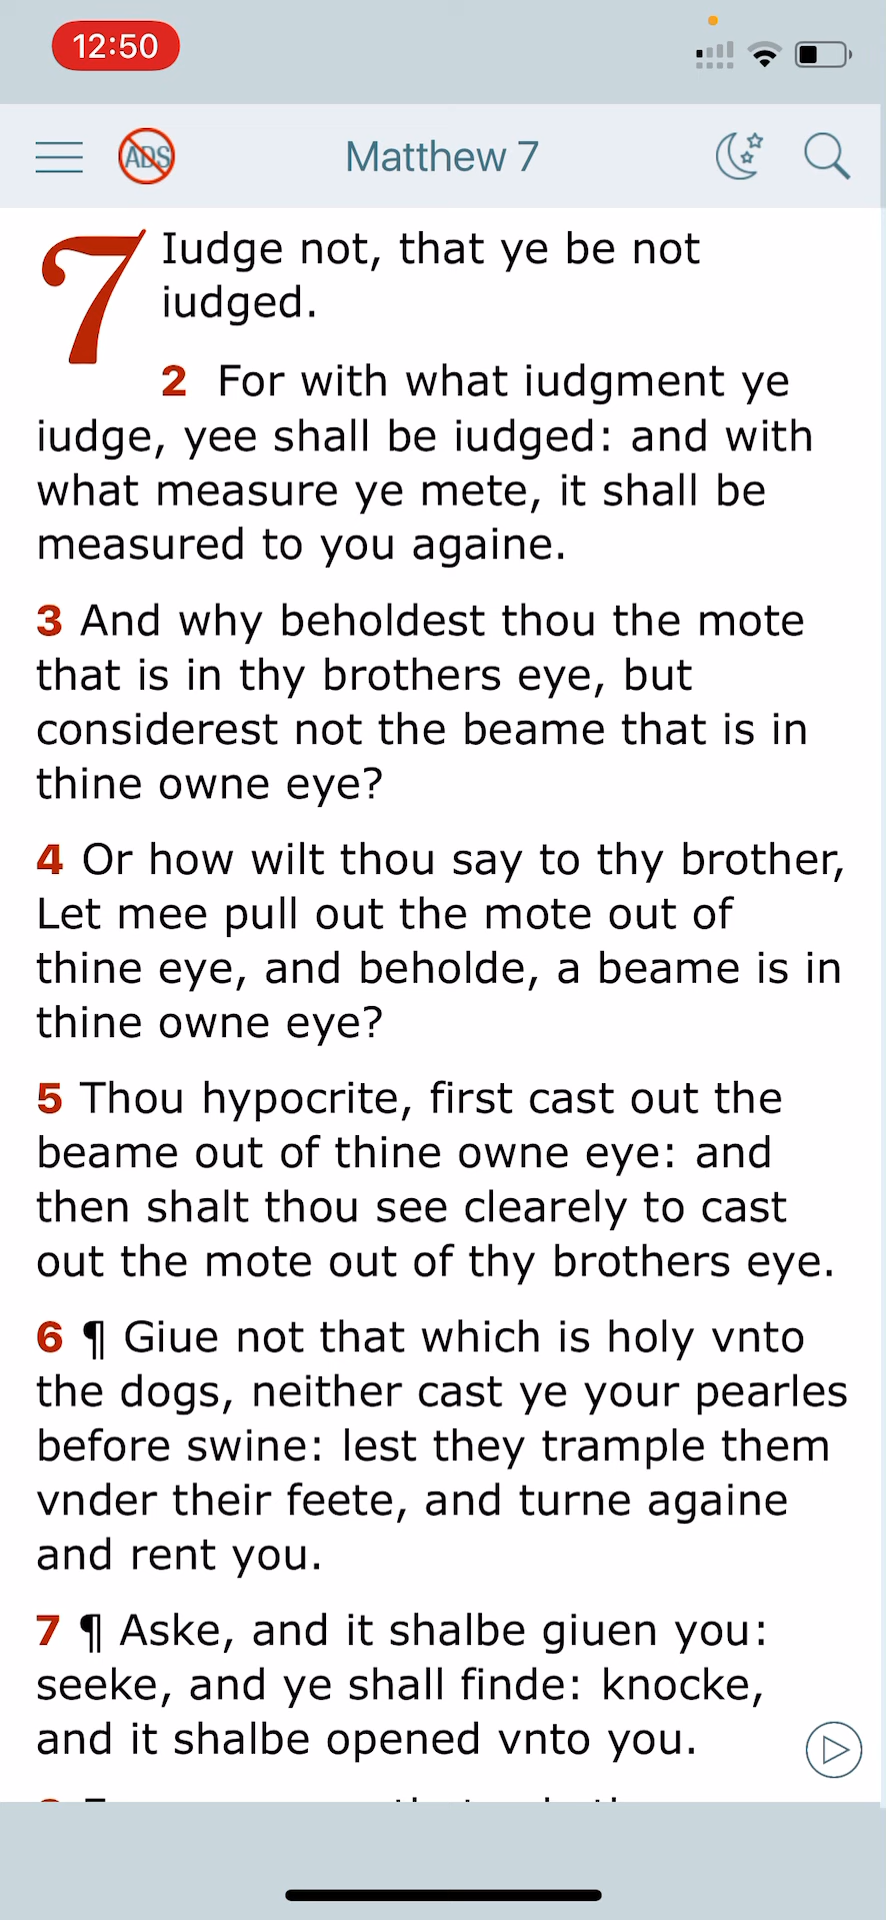 12:50
ADS
Matthew 7
7 Iudge not, that ye be not
iudged.
2 For with what iudgment ye
iudge, yee shall be iudged: and with
what measure ye mete, it shall be
measured to you againe.
3 And why beholdest thou the mote
that is in thy brothers eye, but
considerest not the beame that is in
thine owne eye?
4 Or how wilt thou say to thy brother,
Let mee pull out the mote out of
thine eye, and beholde, a beame is in
thine owne eye?
5 Thou hypocrite, first cast out the
beame out of thine owne eye: and
then shalt thou see clearely to cast
out the mote out of thy brothers eye.
6 ¶ Giue not that which is holy vnto
the dogs, neither cast ye your pearles
before swine: lest they trample them
vnder their feete, and turne againe
and rent you.
7 ¶ Aske, and it shalbe giuen you:
seeke, and ye shall finde: knocke,
and it shalbe opened vnto you.